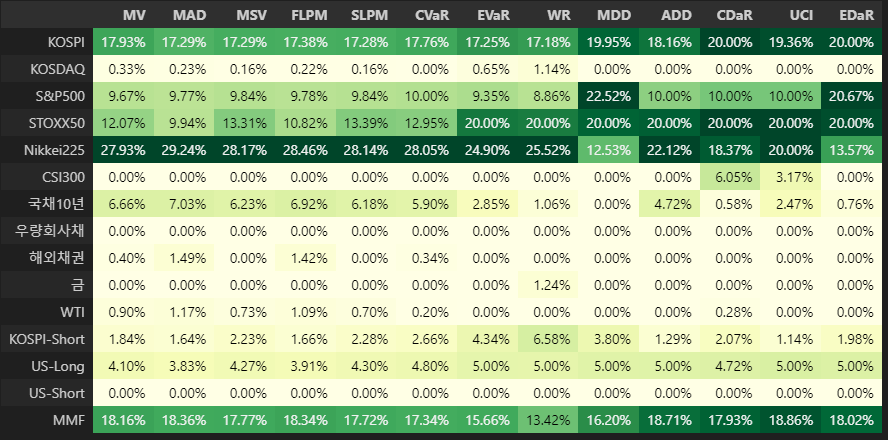 MV MAD MSV FLPM SLPM CVaR EVaR WR MDD ADD CDaR UCI EDaR
KOSPI 17.93% 17.29% 17.29% 17.38% 17.28% 17.76% 17.25% 17.18% 19.95% 18.16% 20.00% 19.36% 20.00%
KOSDAQ 0.33% 0.23% 0.16% 0.22% 0.16% 0.00% 0.65% 1.14% 0.00% 0.00% 0.00% 0.00% 0.00%
S&P500 9.67% 9.77% 9.84% 9.78% 9.84% 10.00% 9.35% 8.86% 22.52% 10.00% 10.00% 10.00% 20.67%
STOXX50 12.07% 9.94% 13.31% 10.82% 13.39% 12.95% 20.00% 20.00% 20.00% 20.00% 20.00% 20.00% 20.00%
Nikkei225 27.93% 29.24% 28.17% 28.46% 28.14% 28.05% 24.90% 25.52% 12.53% 22.12% 18.37% 20.00% 13.57%
CSI300 0.00% 0.00% 0.00% 0.00% 0.00% 0.00% 0.00% 0.00% 0.00% 0.00% 6.05% 3.17% 0.00%
국채10년 6.66% 7.03% 6.23% 6.92% 6.18% 5.90% 2.85% 1.06% 0.00% 4.72% 0.58% 2.47% 0.76%
우량회사채 0.00% 0.00% 0.00% 0.00% 0.00% 0.00% 0.00% 0.00% 0.00% 0.00% 0.00% 0.00% 0.00%
해외채권 0.40% 1.49% 0.00% 1.42% 0.00% 0.34% 0.00% 0.00% 0.00% 0.00% 0.00% 0.00% 0.00%
금 0.00% 0.00% 0.00% 0.00% 0.00% 0.00% 0.00% 1.24% 0.00% 0.00% 0.00% 0.00% 0.00%
WTI 0.90% 1.17% 0.73% 1.09% 0.70% 0.20% 0.00% 0.00% 0.00% 0.00% 0.28% 0.00% 0.00%
KOSPI-Short 1.84% 1.64% 2.23% 1.66% 2.28% 2.66% 4.34% 6.58% 3.80% 1.29% 2.07% 1.14% 1.98%
US-Long 4.10% 3.83% 4.27% 3.91% 4.30% 4.80% 5.00% 5.00% 5.00% 5.00% 4.72% 5.00% 5.00%
US-Short 0.00% 0.00% 0.00% 0.00% 0.00% 0.00% 0.00% 0.00% 0.00% 0.00% 0.00% 0.00% 0.00%
MMF 18.16% 18.36% 17.77% 18.34% 17.72% 17.34% 15.66% 13.42% 16.20% 18.71% 17.93% 18.86% 18.02%